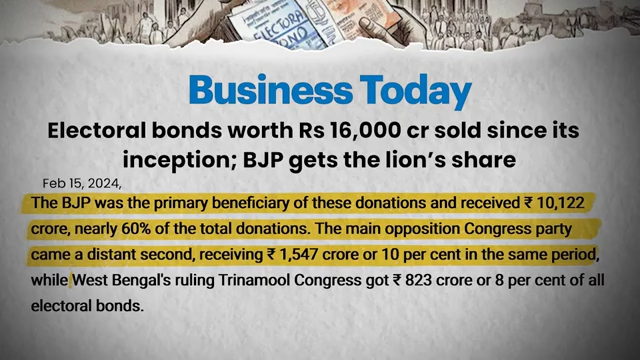 ELECTORAL
BOND
Business Today
Electoral bonds worth Rs 16,000 cr sold since its
inception; BJP gets the lion’s share
Feb 15, 2024,
The BJP was the primary beneficiary of these donations and received ₹ 10,122
crore, nearly 60% of the total donations. The main opposition Congress party
came a distant second, receiving ₹ 1,547 crore or 10 per cent in the same period,
while West Bengal's ruling Trinamool Congress got ₹ 823 crore or 8 per cent of all
electoral bonds.